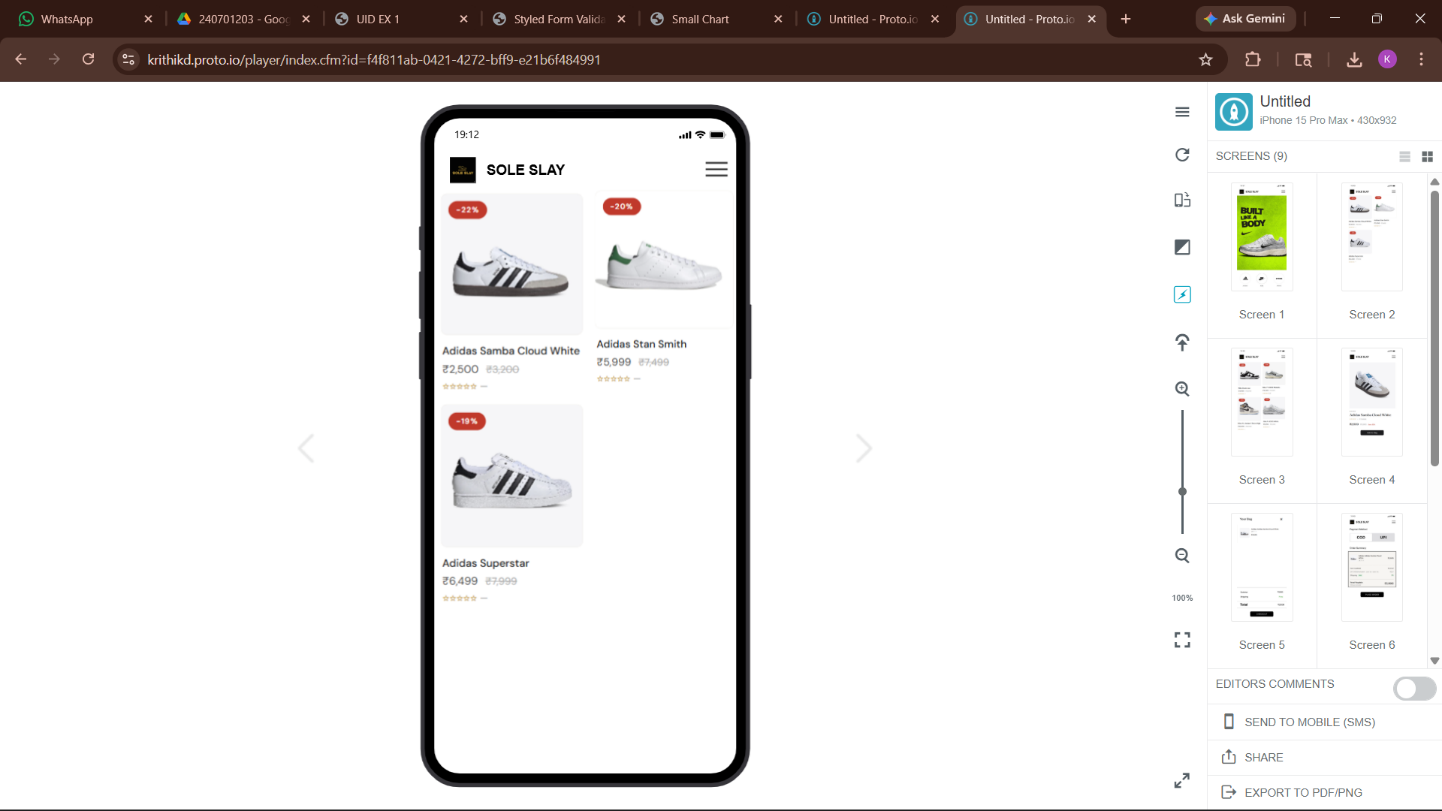 WhatsApp
240701203 - Goog
UID EX 1
Styled Form Valida
Small Chart
Untitled - Proto.io
Untitled - Proto.io
Ask Gemini
krithikd.proto.io/player/index.cfm?id=f4f811ab-0421-4272-bff9-e21b6f484991
K
19:12
SOLE SLAY
-22%
-20%
Adidas Samba Cloud White
₹2,500 ₹3,200
Adidas Stan Smith
₹5,999 ₹7,499
-19%
Adidas Superstar
₹6,499 ₹7,999
100%
Untitled
iPhone 15 Pro Max • 430x932
SCREENS (9)
BUILT
LIKE A
BODY
Screen 1
Screen 2
Screen 3
Screen 4
Screen 5
Screen 6
EDITORS COMMENTS
SEND TO MOBILE (SMS)
SHARE
EXPORT TO PDF/PNG